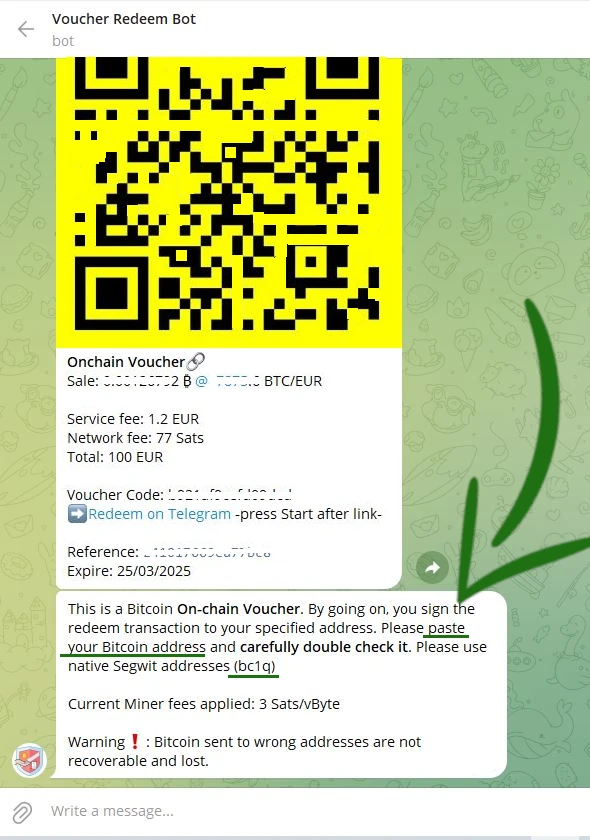 Voucher Redeem Bot
bot
Onchain Voucher🔗
Sale: ₿ @ BTC/EUR
Service fee: 1.2 EUR
Network fee: 77 Sats
Total: 100 EUR
Voucher Code:
➡️Redeem on Telegram -press Start after link-
Reference:
Expire: 25/03/2025
This is a Bitcoin On-chain Voucher. By going on, you sign the
redeem transaction to your specified address. Please paste
your Bitcoin address and carefully double check it. Please use
native Segwit addresses (bc1q)
Current Miner fees applied: 3 Sats/vByte
Warning❗: Bitcoin sent to wrong addresses are not
recoverable and lost.
Write a message...